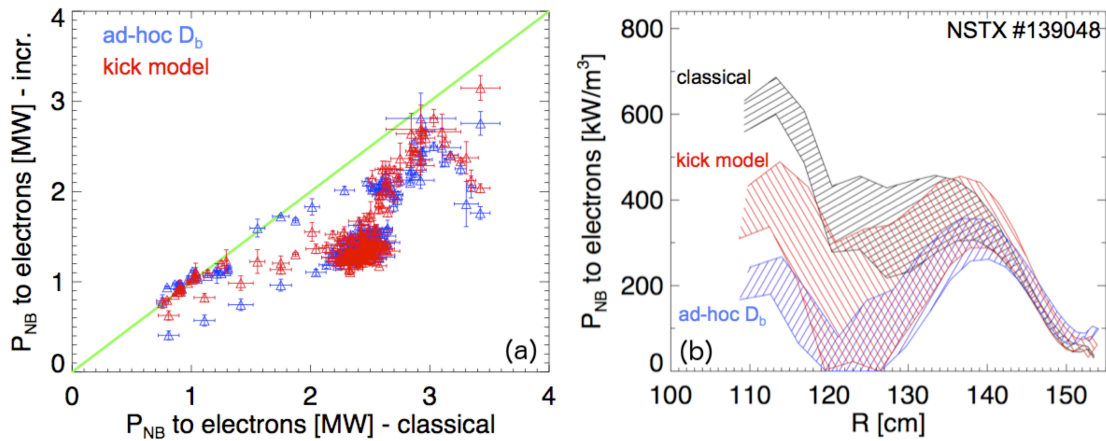 ad-hoc D_b
kick model
P_NB to electrons [MW] - incr.
4
3
2
1
0
(a)
0 1 2 3 4
P_NB to electrons [MW] - classical
NSTX #139048
classical
kick model
ad-hoc D_b
P_NB to electrons [kW/m³]
800
600
400
200
0
(b)
100 110 120 130 140 150
R [cm]